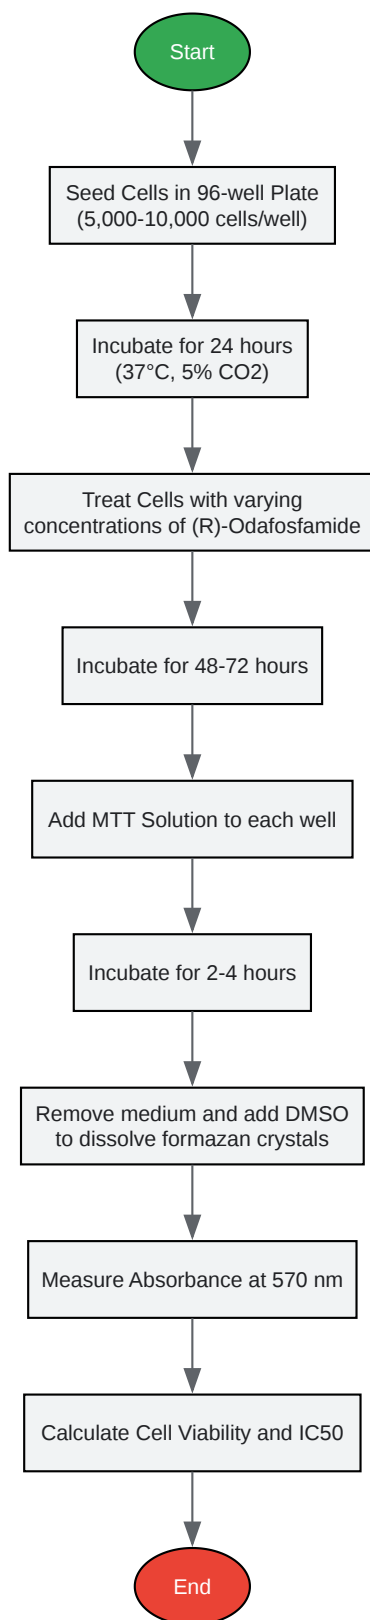 Start
Seed Cells in 96-well Plate
(5,000-10,000 cells/well)
Incubate for 24 hours
(37°C, 5% CO2)
Treat Cells with varying
concentrations of (R)-Odafosfamide
Incubate for 48-72 hours
Add MTT Solution to each well
Incubate for 2-4 hours
Remove medium and add DMSO
to dissolve formazan crystals
Measure Absorbance at 570 nm
Calculate Cell Viability and IC50
End